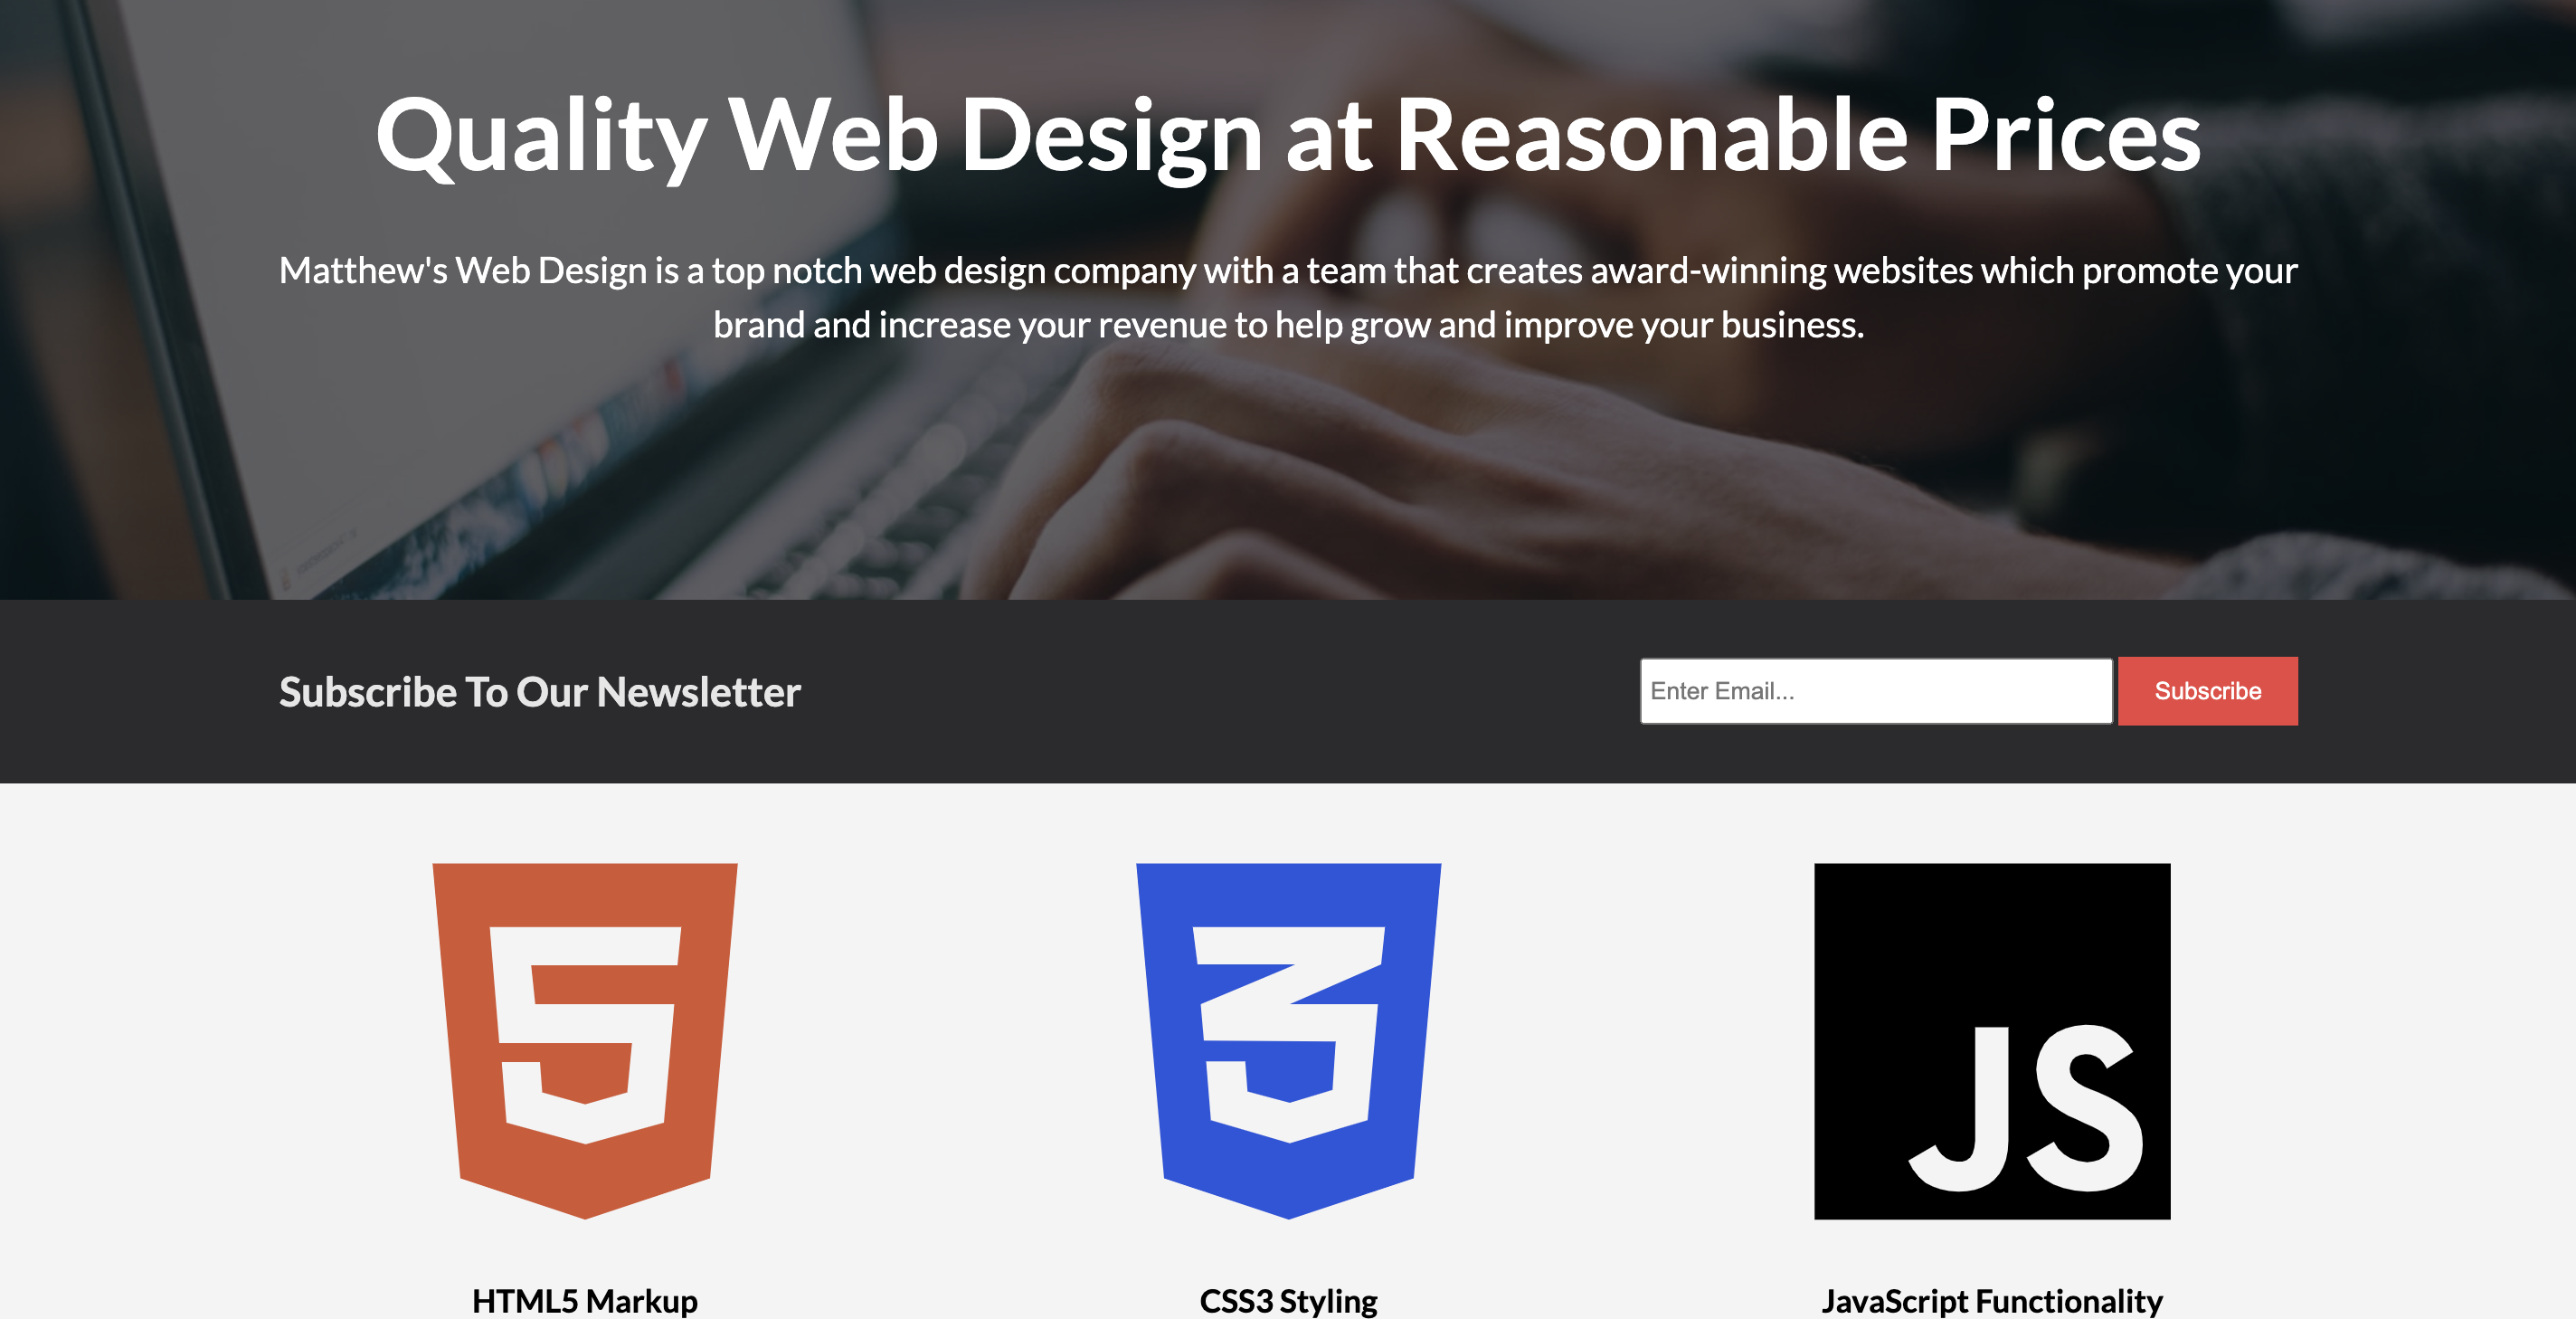 Quality Web Design at Reasonable Prices
Matthew's Web Design is a top notch web design company with a team that creates award-winning websites which promote your
brand and increase your revenue to help grow and improve your business.
Subscribe To Our Newsletter
Enter Email...
Subscribe
5
3
JS
HTML5 Markup
CSS3 Styling
JavaScript Functionality